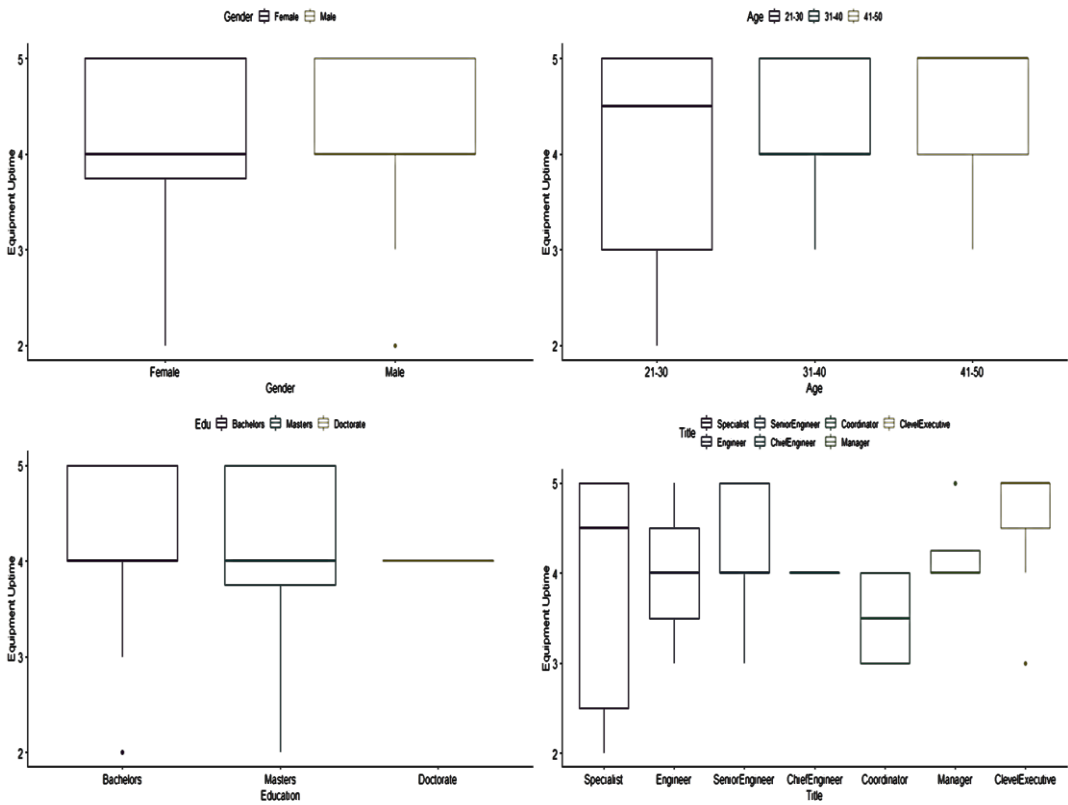 Gender Female Male
5
4
3
2
Equipment Uptime
Female Male
Gender
Age 21-30 31-40 41-50
5
4
3
2
Equipment Uptime
21-30 31-40 41-50
Age
Edu Bachelors Masters Doctorate
5
4
3
2
Equipment Uptime
Bachelors Masters Doctorate
Education
Title Specialist SeniorEngineer Coordinator ClevelExecutive
Engineer ChiefEngineer Manager
5
4
3
2
Equipment Uptime
Specialist Engineer SeniorEngineer ChiefEngineer Coordinator Manager ClevelExecutive
Title